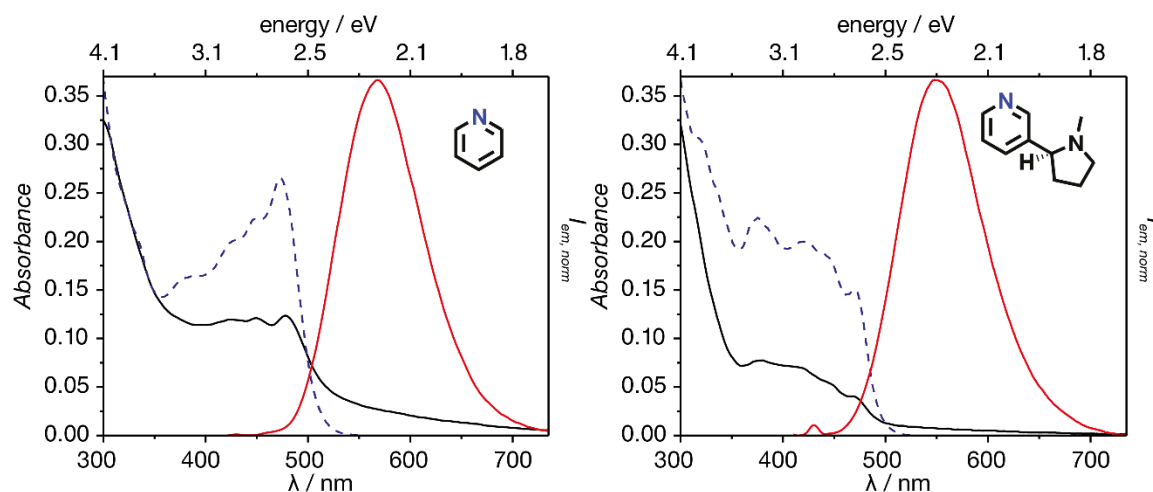 energy / eV
4.1 3.1 2.5 2.1 1.8
0.35
0.30
0.25
0.20
0.15
0.10
0.05
0.00
Absorbance
I em, norm
N
300 400 500 600 700
λ / nm
energy / eV
4.1 3.1 2.5 2.1 1.8
0.35
0.30
0.25
0.20
0.15
0.10
0.05
0.00
Absorbance
I em, norm
N
N
H
300 400 500 600 700
λ / nm